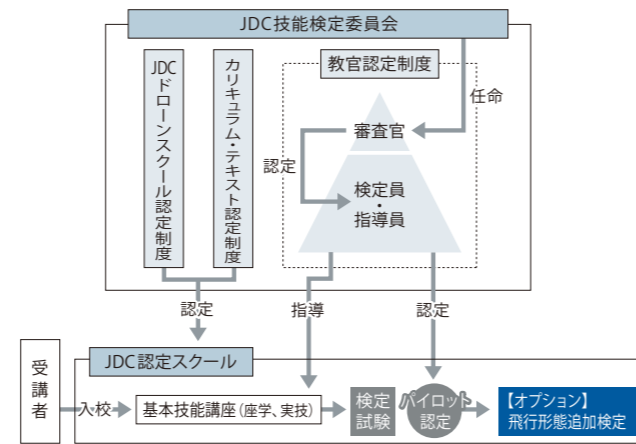 JDC技能検定委員会
JDCドローンスクール認定制度
カリキュラム・テキスト認定制度
教官認定制度
任命
審査官
認定
検定員
・
指導員
認定
指導
認定
JDC認定スクール
受講者
入校
基本技能講座（座学、実技）
検定
試験
パイロット
認定
【オプション】
飛行形態追加検定